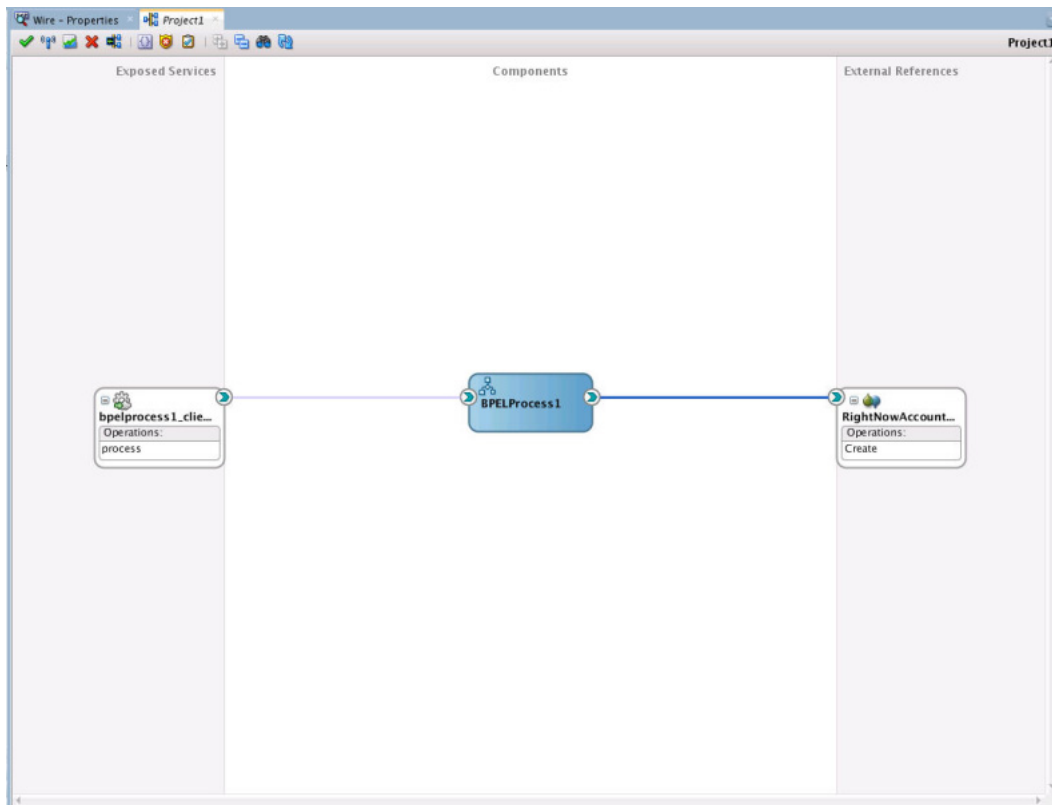 Wire - Properties
Project1
Project1
Exposed Services
Components
External References
bpelprocess1_clie...
Operations:
process
BPELProcess1
RightNowAccount...
Operations:
Create